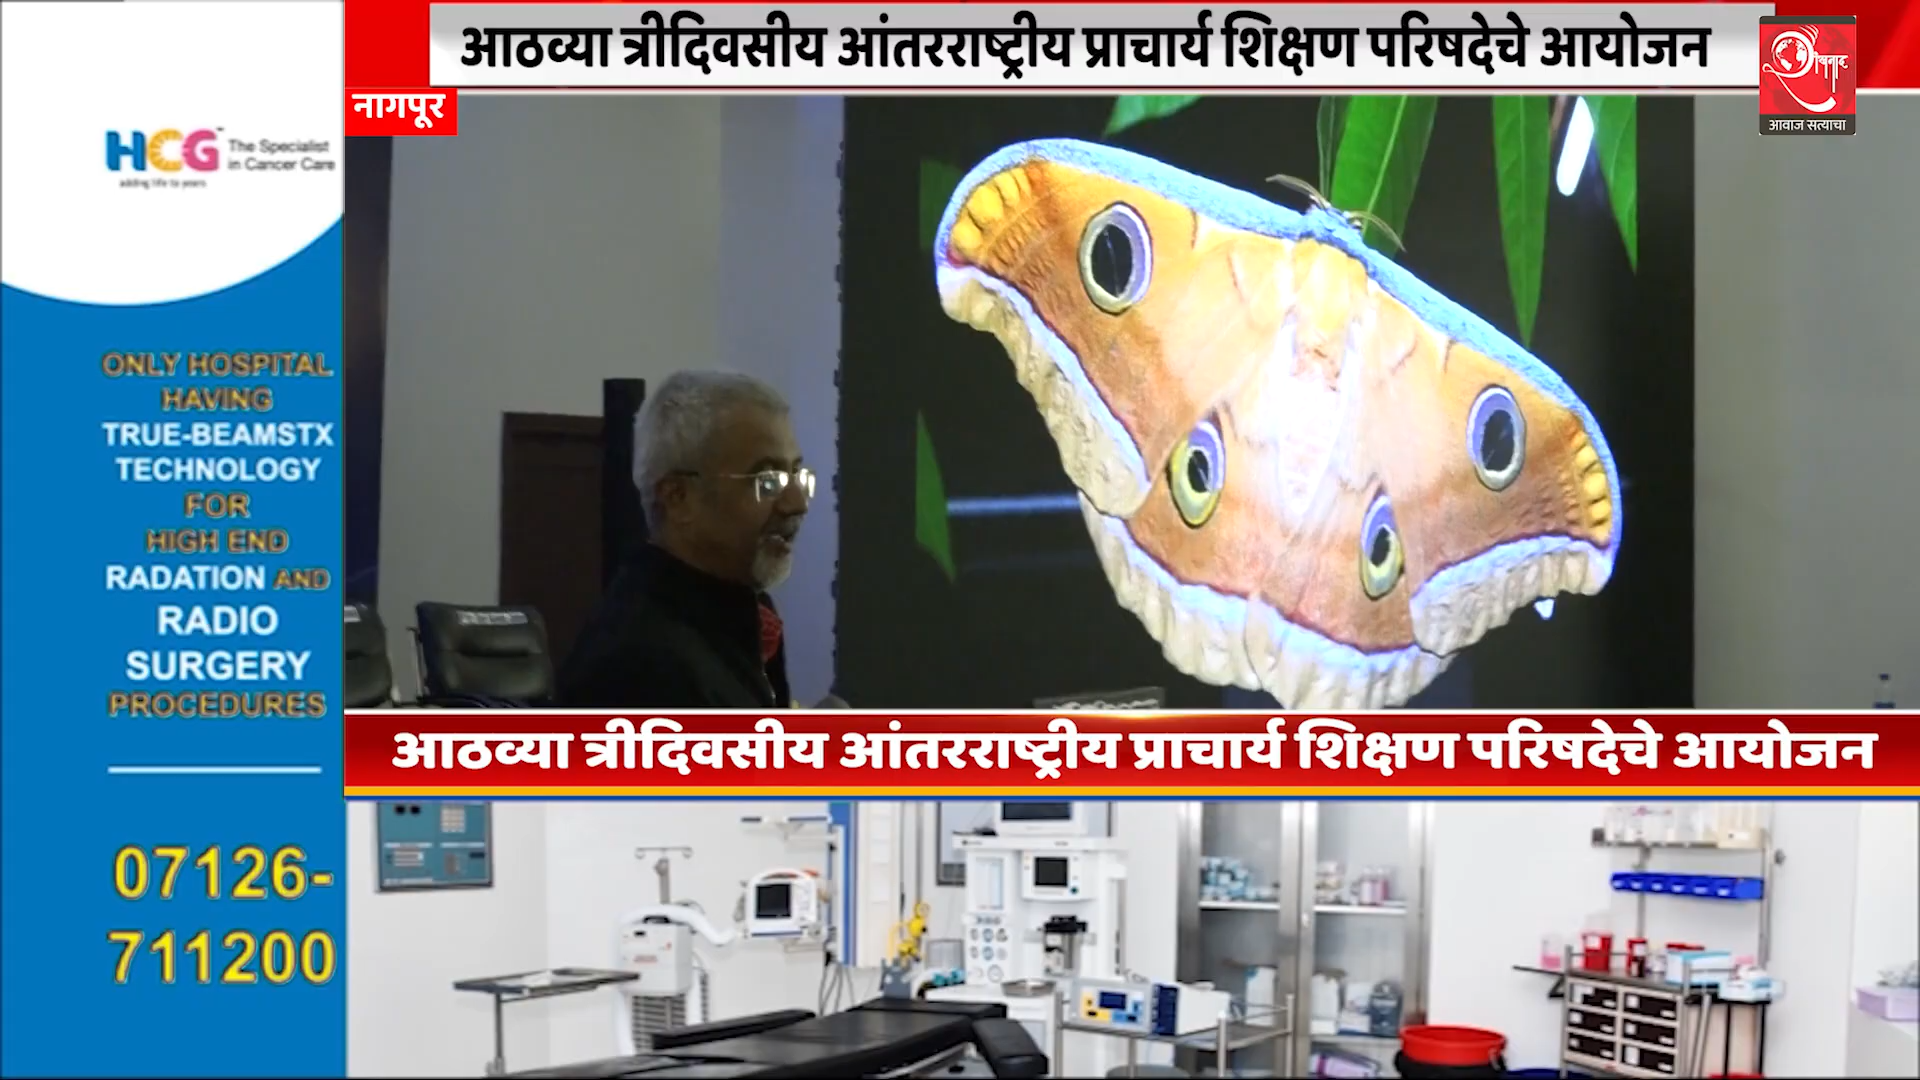 आठव्या त्रीदिवसीय आंतरराष्ट्रीय प्राचार्य शिक्षण परिषदेचे आयोजन
नागपूर
शंखनाद
आवाज सत्याचा
HCG The Specialist
in Cancer Care
adding life to years
ONLY HOSPITAL
HAVING
TRUE-BEAMSTX
TECHNOLOGY
FOR
HIGH END
RADATION AND
RADIO
SURGERY
PROCEDURES
07126-
711200
आठव्या त्रीदिवसीय आंतरराष्ट्रीय प्राचार्य शिक्षण परिषदेचे आयोजन